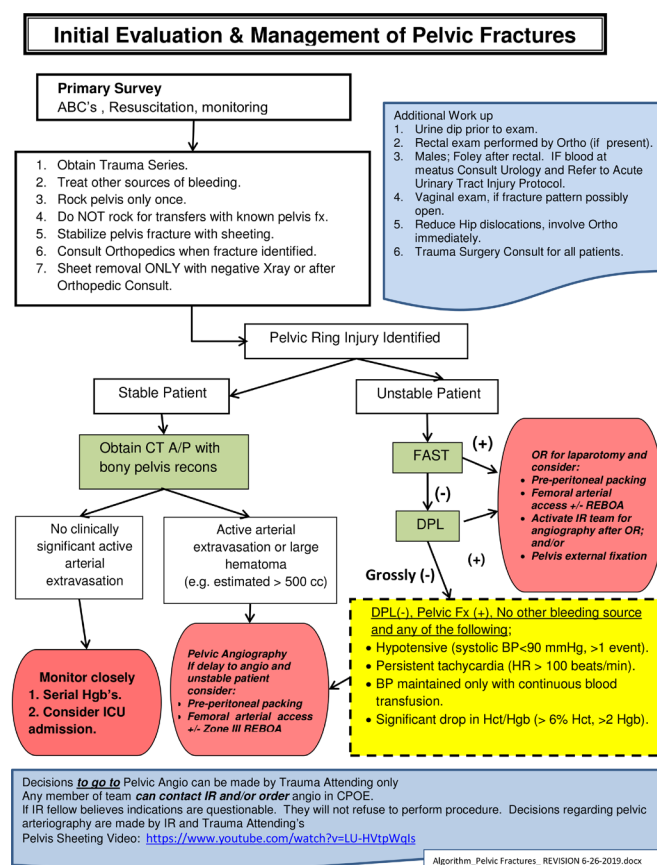 Initial Evaluation & Management of Pelvic Fractures
Primary Survey
ABC's , Resuscitation, monitoring
1. Obtain Trauma Series.
2. Treat other sources of bleeding.
3. Rock pelvis only once.
4. Do NOT rock for transfers with known pelvis fx.
5. Stabilize pelvis fracture with sheeting.
6. Consult Orthopedics when fracture identified.
7. Sheet removal ONLY with negative Xray or after
Orthopedic Consult.
Additional Work up
1. Urine dip prior to exam.
2. Rectal exam performed by Ortho (if present).
3. Males; Foley after rectal. IF blood at
meatus Consult Urology and Refer to Acute
Urinary Tract Injury Protocol.
4. Vaginal exam, if fracture pattern possibly
open.
5. Reduce Hip dislocations, involve Ortho
immediately.
6. Trauma Surgery Consult for all patients.
Pelvic Ring Injury Identified
Stable Patient
Unstable Patient
Obtain CT A/P with
bony pelvis recons
FAST
(+)
(-)
DPL
(+)
Grossly (-)
OR for laparotomy and
consider:
• Pre-peritoneal packing
• Femoral arterial
access +/- REBOA
• Activate IR team for
angiography after OR;
and/or
• Pelvis external fixation
No clinically
significant active
arterial
extravasation
Active arterial
extravasation or large
hematoma
(e.g. estimated > 500 cc)
DPL(-), Pelvic Fx (+), No other bleeding source
and any of the following;
• Hypotensive (systolic BP<90 mmHg, >1 event).
• Persistent tachycardia (HR > 100 beats/min).
• BP maintained only with continuous blood
transfusion.
• Significant drop in Hct/Hgb (> 6% Hct, >2 Hgb).
Monitor closely
1. Serial Hgb's.
2. Consider ICU
admission.
Pelvic Angiography
If delay to angio and
unstable patient
consider:
• Pre-peritoneal packing
• Femoral arterial access
+/- Zone III REBOA
Decisions to go to Pelvic Angio can be made by Trauma Attending only
Any member of team can contact IR and/or order angio in CPOE.
If IR fellow believes indications are questionable. They will not refuse to perform procedure. Decisions regarding pelvic
arteriography are made by IR and Trauma Attending's
Pelvis Sheeting Video: https://www.youtube.com/watch?v=LU-HVtpWqIs
Algorithm_Pelvic Fractures_ REVISION 6-26-2019.docx